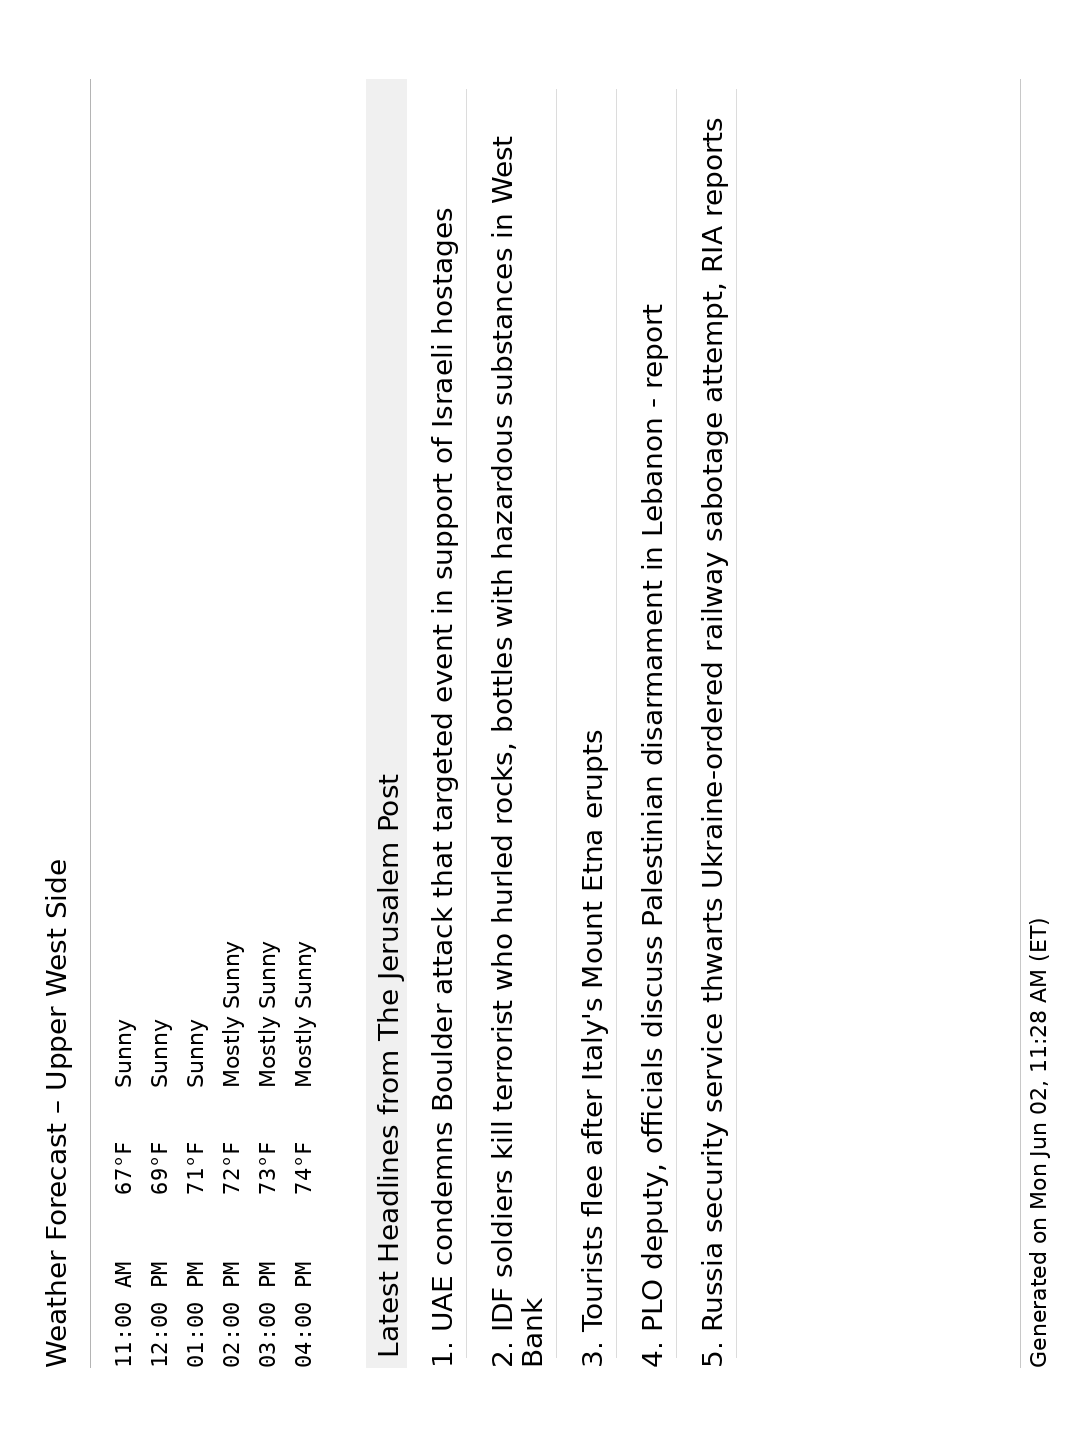 Weather Forecast – Upper West Side
11:00 AM 67°F Sunny
12:00 PM 69°F Sunny
01:00 PM 71°F Sunny
02:00 PM 72°F Mostly Sunny
03:00 PM 73°F Mostly Sunny
04:00 PM 74°F Mostly Sunny
Latest Headlines from The Jerusalem Post
1. UAE condemns Boulder attack that targeted event in support of Israeli hostages
2. IDF soldiers kill terrorist who hurled rocks, bottles with hazardous substances in West
Bank
3. Tourists flee after Italy's Mount Etna erupts
4. PLO deputy, officials discuss Palestinian disarmament in Lebanon - report
5. Russia security service thwarts Ukraine-ordered railway sabotage attempt, RIA reports
Generated on Mon Jun 02, 11:28 AM (ET)